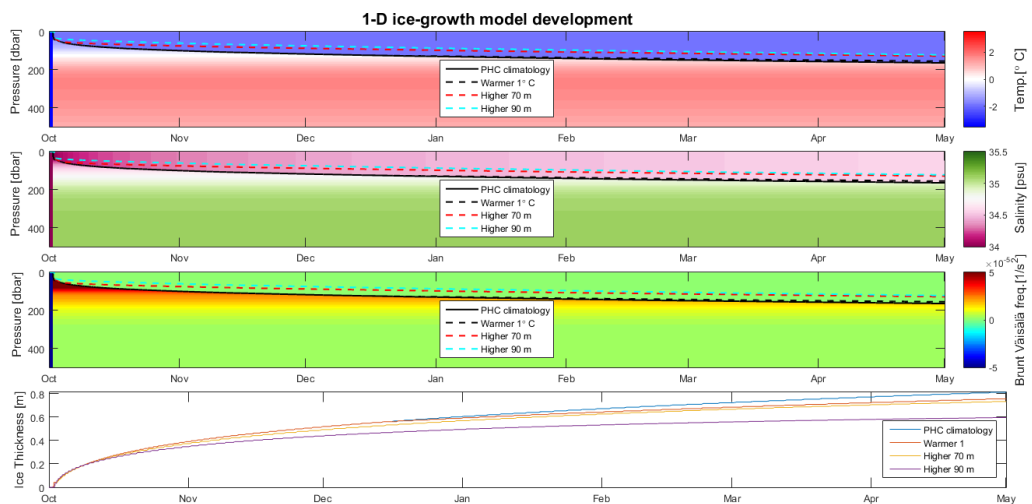 1-D ice-growth model development
Pressure [dbar]
0
200
400
PHC climatology
Warmer 1° C
Higher 70 m
Higher 90 m
Oct Nov Dec Jan Feb Mar Apr May
2
0
-2
Temp.[° C]
Pressure [dbar]
0
200
400
PHC climatology
Warmer 1° C
Higher 70 m
Higher 90 m
Oct Nov Dec Jan Feb Mar Apr May
35.5
35
34.5
34
Salinity [psu]
Pressure [dbar]
0
200
400
PHC climatology
Warmer 1° C
Higher 70 m
Higher 90 m
Oct Nov Dec Jan Feb Mar Apr May
5
0
-5
Brunt Väisälä freq.[1/s²]
Ice Thickness [m]
0.8
0.6
0.4
0.2
0
PHC climatology
Warmer 1
Higher 70 m
Higher 90 m
Oct Nov Dec Jan Feb Mar Apr May